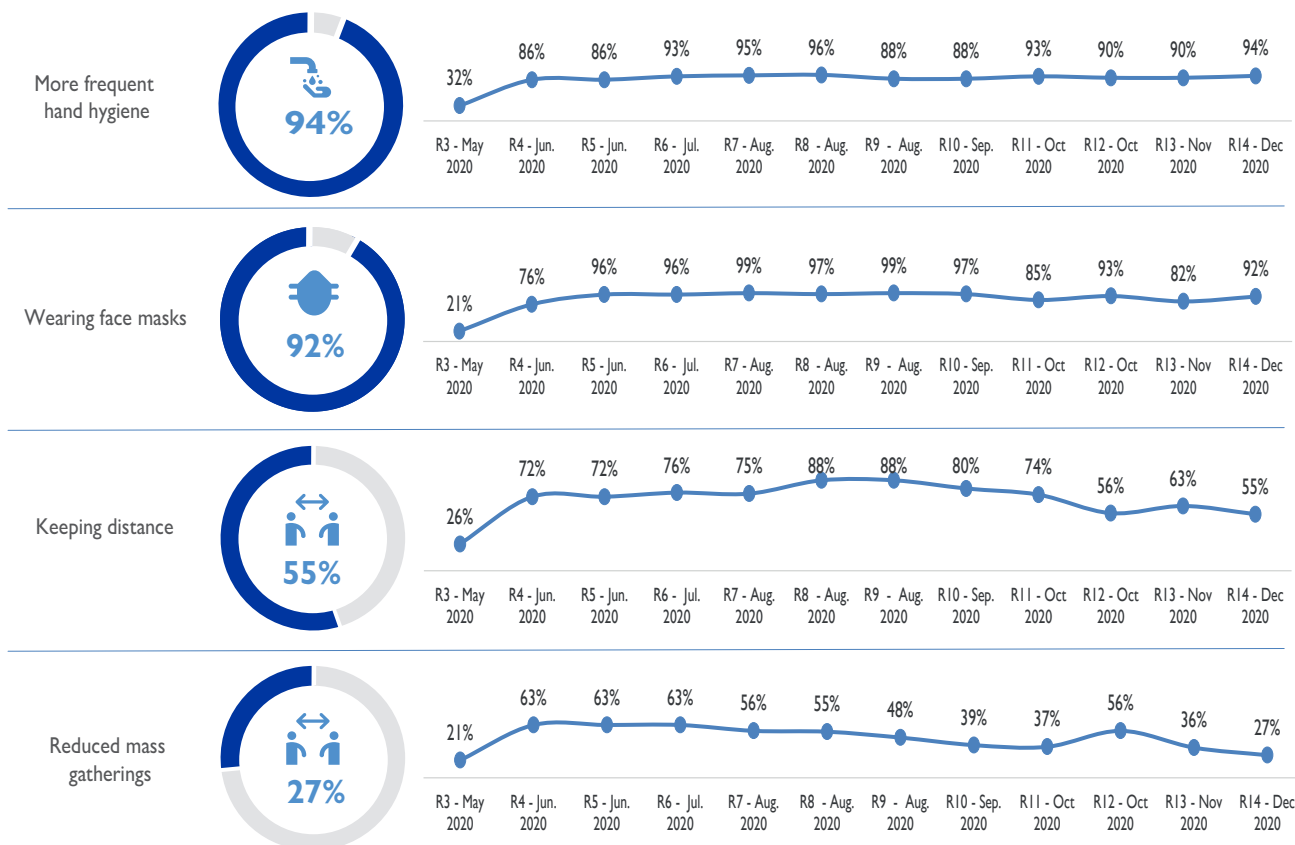 More frequent
hand hygiene
94%
32% 86% 86% 93% 95% 96% 88% 88% 93% 90% 90% 94%
R3 - May R4 - Jun. R5 - Jun. R6 - Jul. R7 - Aug. R8 - Aug. R9 - Aug. R10 - Sep. R11 - Oct R12 - Oct R13 - Nov R14 - Dec
2020 2020 2020 2020 2020 2020 2020 2020 2020 2020 2020 2020
Wearing face masks
92%
21% 76% 96% 96% 99% 97% 99% 97% 85% 93% 82% 92%
R3 - May R4 - Jun. R5 - Jun. R6 - Jul. R7 - Aug. R8 - Aug. R9 - Aug. R10 - Sep. R11 - Oct R12 - Oct R13 - Nov R14 - Dec
2020 2020 2020 2020 2020 2020 2020 2020 2020 2020 2020 2020
Keeping distance
55%
26% 72% 72% 76% 75% 88% 88% 80% 74% 56% 63% 55%
R3 - May R4 - Jun. R5 - Jun. R6 - Jul. R7 - Aug. R8 - Aug. R9 - Aug. R10 - Sep. R11 - Oct R12 - Oct R13 - Nov R14 - Dec
2020 2020 2020 2020 2020 2020 2020 2020 2020 2020 2020 2020
Reduced mass
gatherings
27%
21% 63% 63% 63% 56% 55% 48% 39% 37% 56% 36% 27%
R3 - May R4 - Jun. R5 - Jun. R6 - Jul. R7 - Aug. R8 - Aug. R9 - Aug. R10 - Sep. R11 - Oct R12 - Oct R13 - Nov R14 - Dec
2020 2020 2020 2020 2020 2020 2020 2020 2020 2020 2020 2020